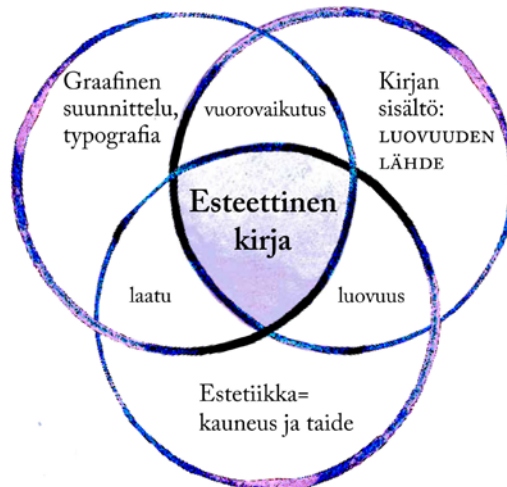 Graafinen
suunnittelu,
typografia
vuorovaikutus
Kirjan
sisältö:
LUOVUUDEN
LÄHDE
Esteettinen
kirja
laatu
luovuus
Estetiikka=
kauneus ja taide